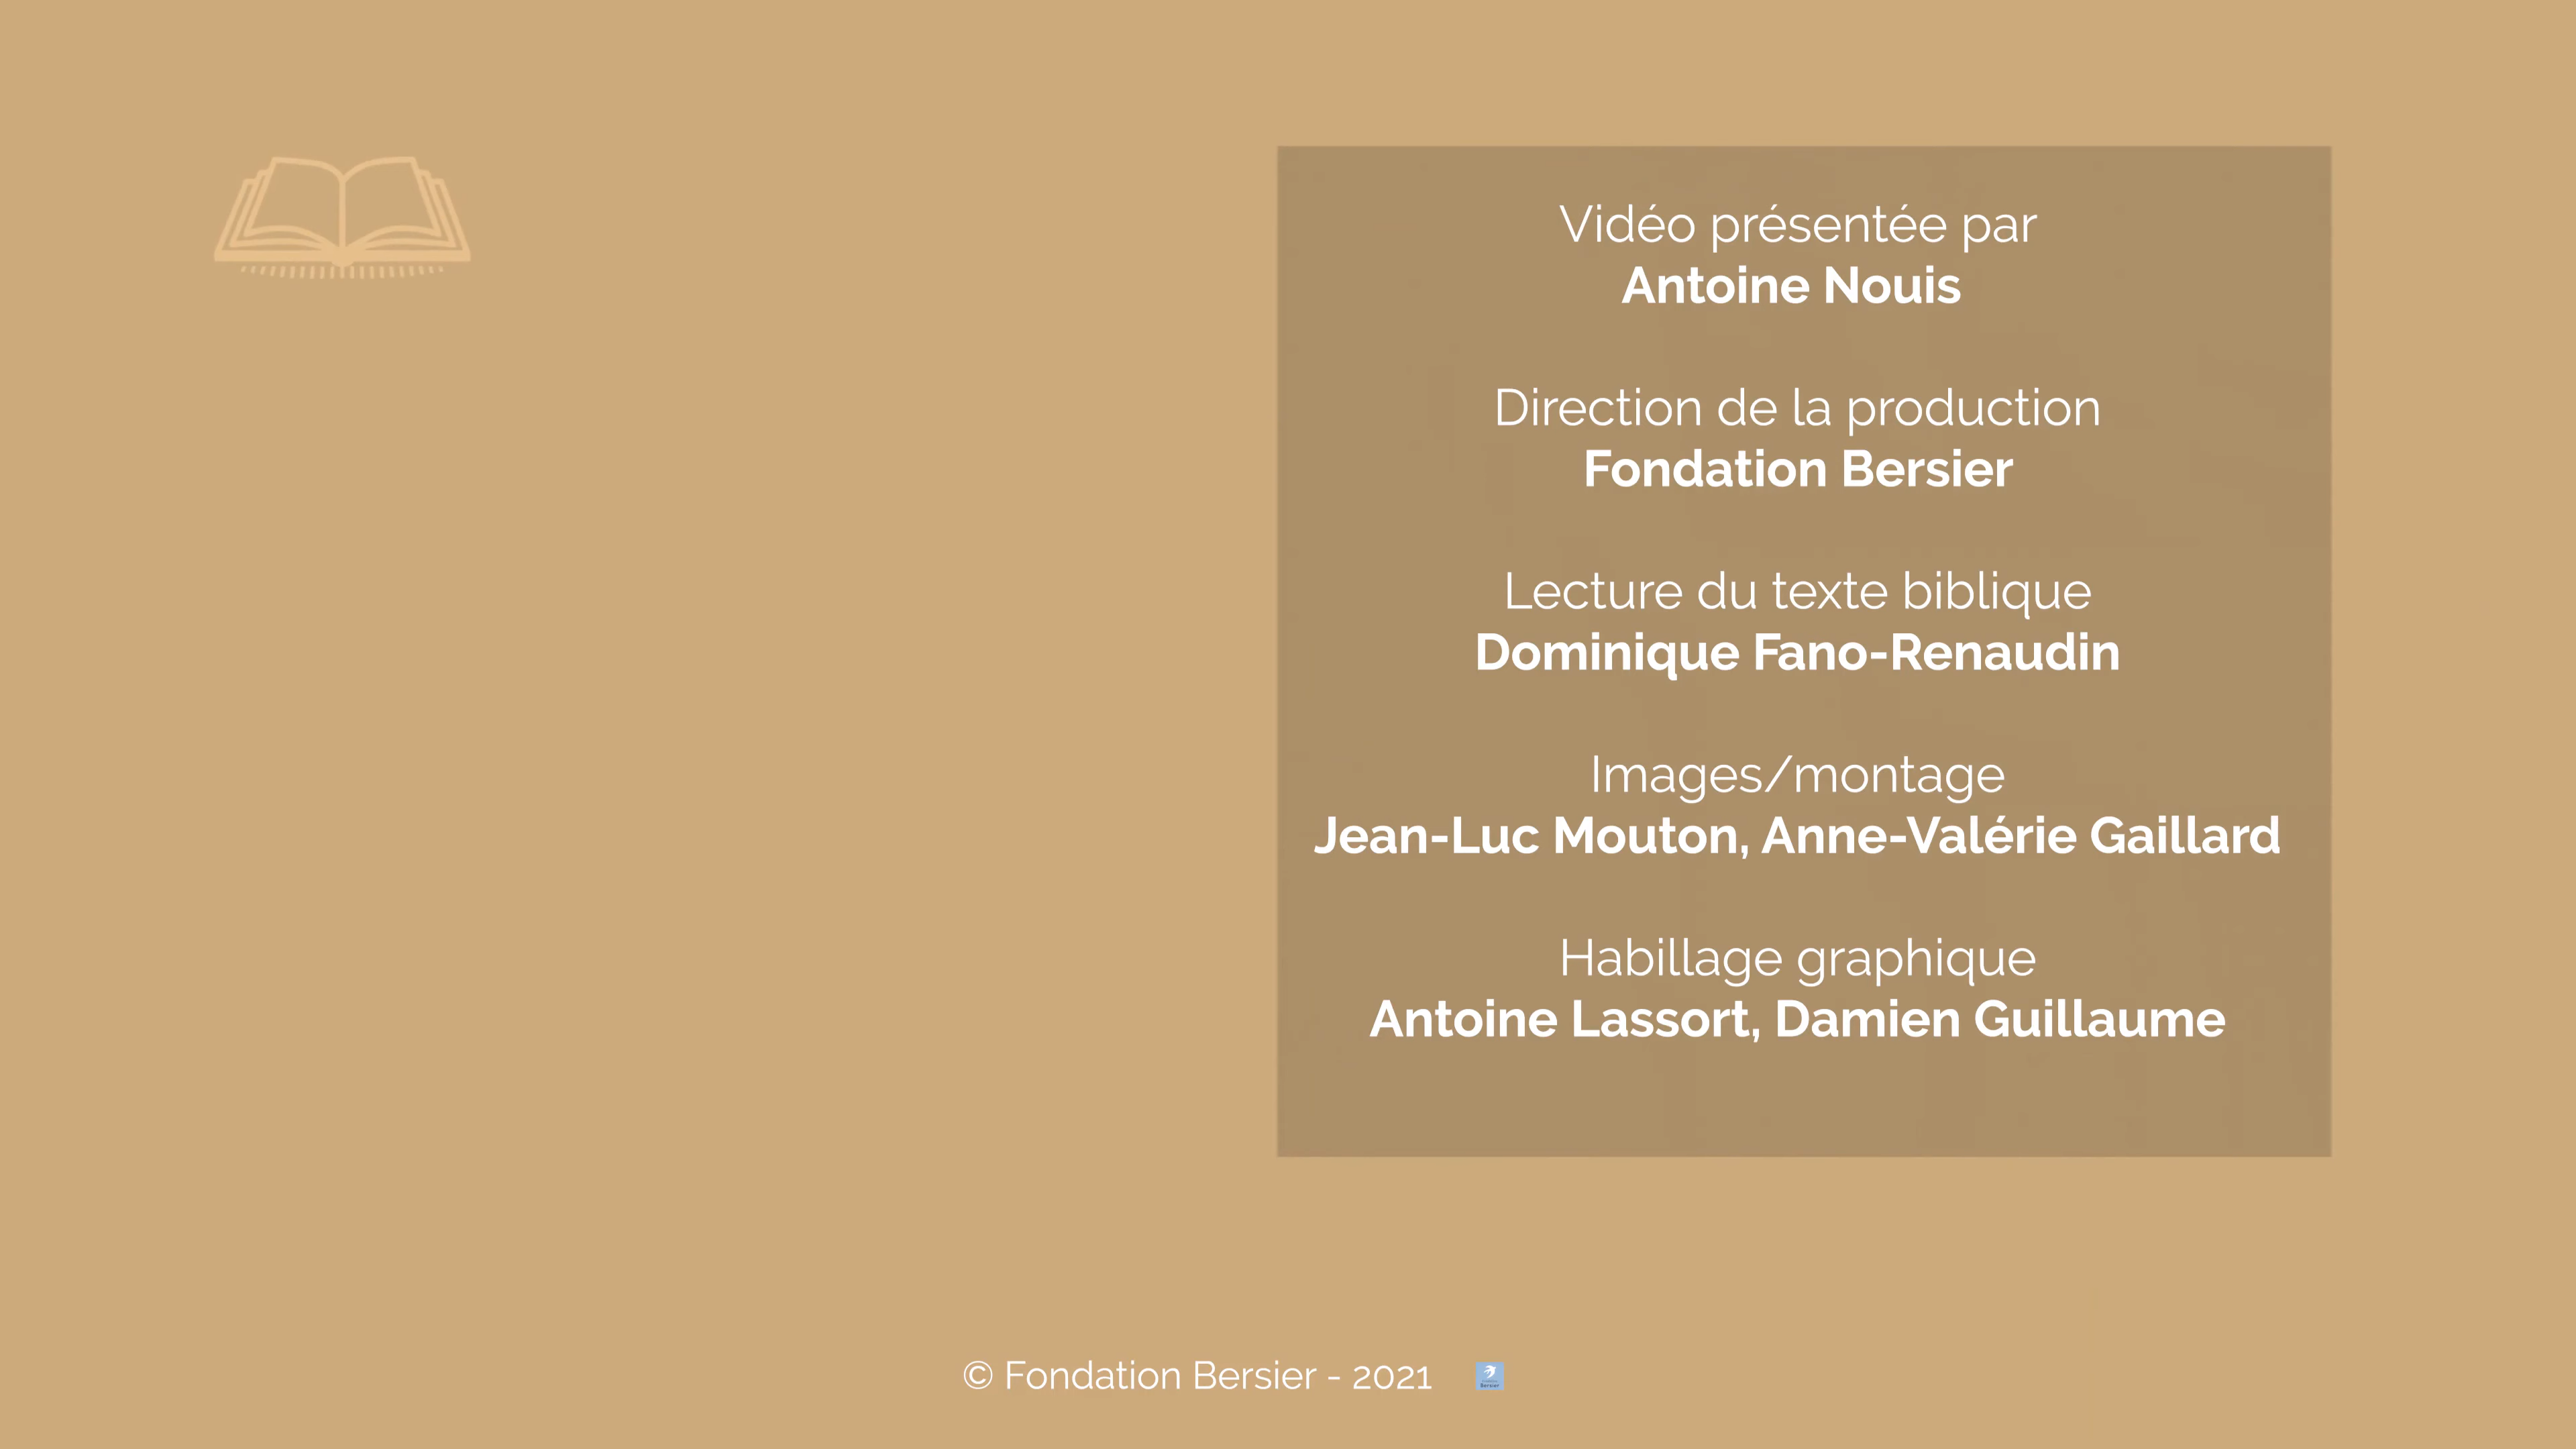 Vidéo présentée par
Antoine Nouis
Direction de la production
Fondation Bersier
Lecture du texte biblique
Dominique Fano-Renaudin
Images/montage
Jean-Luc Mouton, Anne-Valérie Gaillard
Habillage graphique
Antoine Lassort, Damien Guillaume
© Fondation Bersier - 2021
Bersier